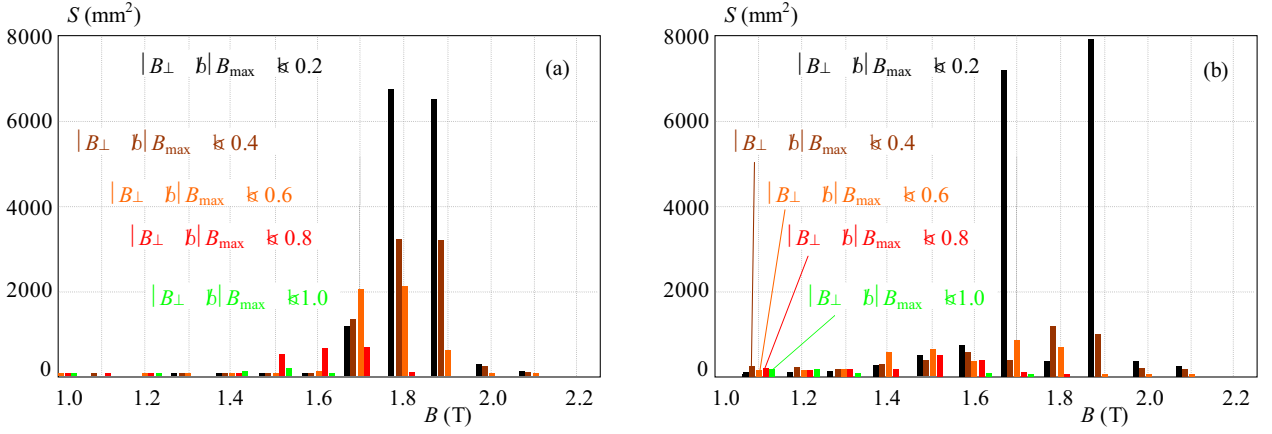 S (mm²)
8000
6000
4000
2000
0
(a)
|B⊥ |/|Bmax 0.2
|B⊥ |/|Bmax 0.4
|B⊥ |/|Bmax 0.6
|B⊥ |/|Bmax 0.8
|B⊥ |/|Bmax 1.0
1.0 1.2 1.4 1.6 1.8 2.0 2.2
B (T)
S (mm²)
8000
6000
4000
2000
0
(b)
|B⊥ |/|Bmax 0.2
|B⊥ |/|Bmax 0.4
|B⊥ |/|Bmax 0.6
|B⊥ |/|Bmax 0.8
|B⊥ |/|Bmax 1.0
1.0 1.2 1.4 1.6 1.8 2.0 2.2
B (T)